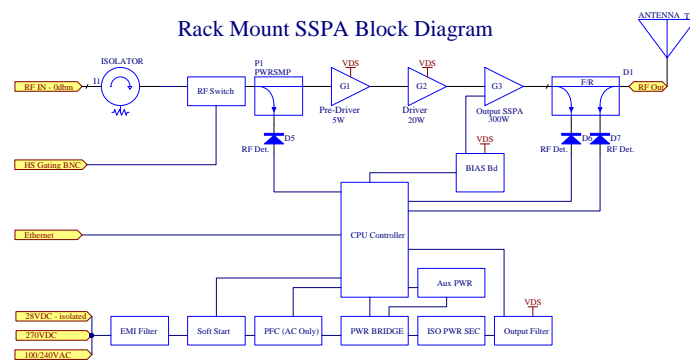 Rack Mount SSPA Block Diagram
ANTENNA T
ISOLATOR
I1
RF IN - 0dbm
RF Switch
P1
PWRSMP
VDS
G1
Pre-Driver
5W
VDS
G2
Driver
20W
G3
Output SSPA
300W
F/R
D1
RF Out
D5
RF Det.
D6
RF Det.
D7
RF Det.
HS Gating BNC
VDS
BIAS Bd
CPU Controller
Ethernet
Aux PWR
28VDC - isolated
270VDC
100/240VAC
EMI Filter
Soft Start
PFC (AC Only)
PWR BRIDGE
ISO PWR SEC
VDS
Output Filter